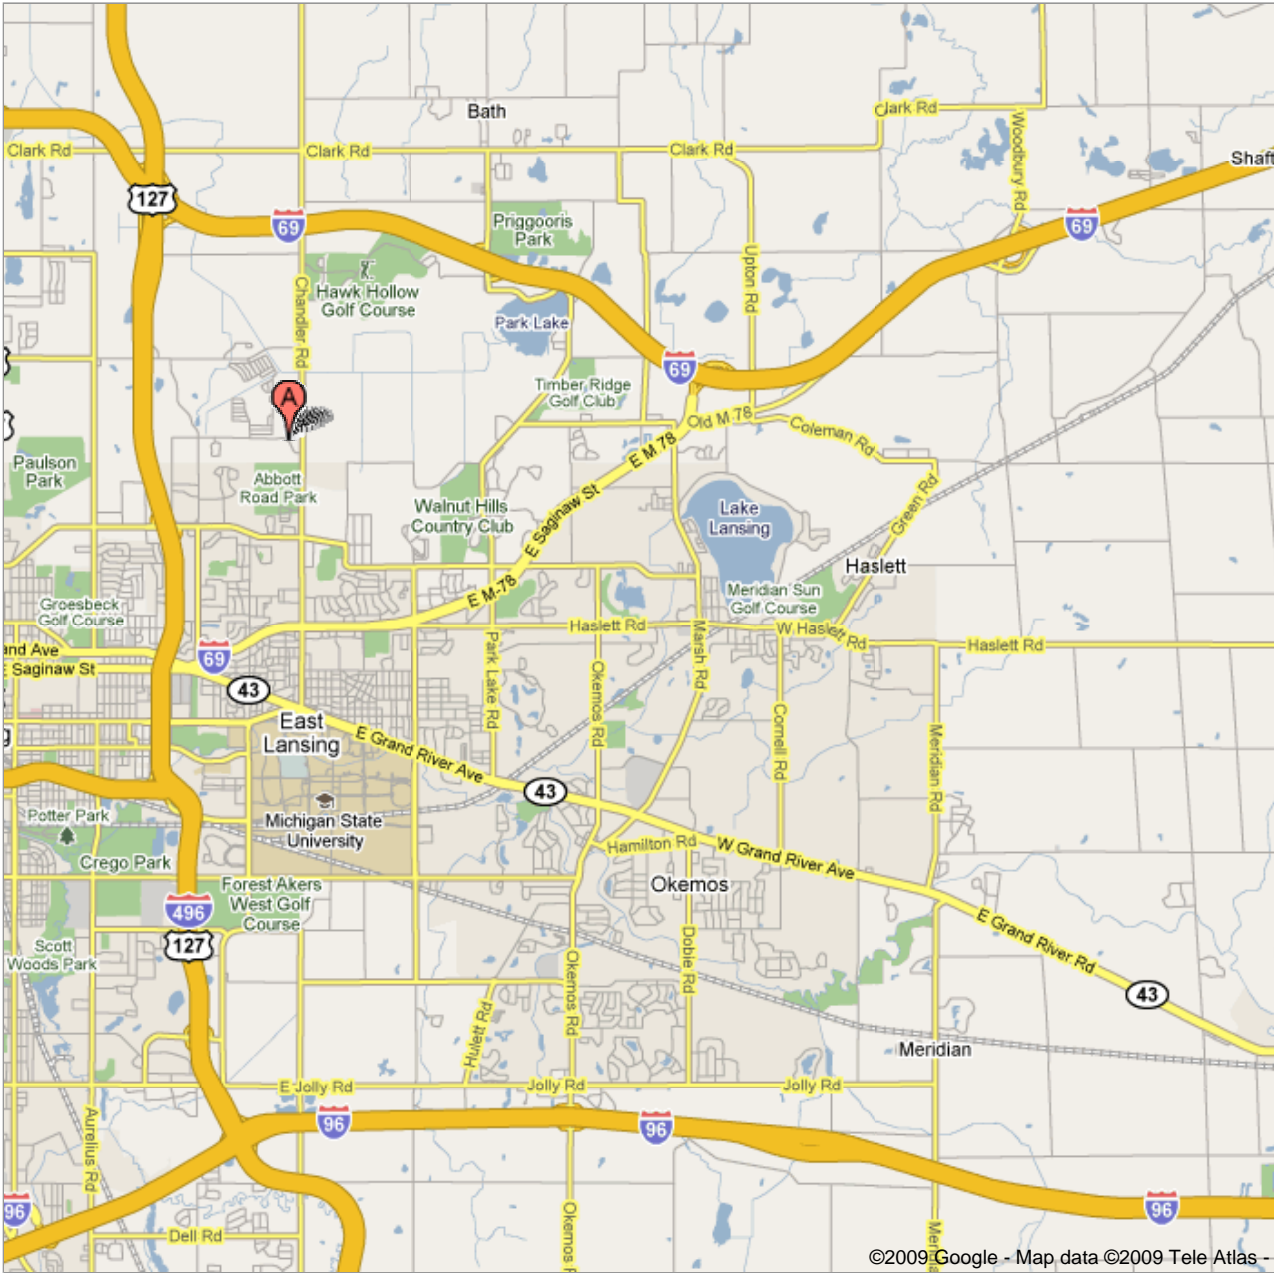 Bath
Clark Rd
Woodbury Rd
Clark Rd
Clark Rd
Clark Rd
Shaft
127
69
69
Priggooris
Park
Upton Rd
Chandler Rd
Hawk Hollow
Golf Course
Park Lake
69
Timber Ridge
Golf Club
A
Old M 78
Coleman Rd
E M 78
Paulson
Park
Abbott
Road Park
Walnut Hills
Country Club
E Saginaw St
Lake
Lansing
Green Rd
Haslett
E M-78
Meridian Sun
Golf Course
Groesbeck
Golf Course
Haslett Rd
W Haslett Rd
Haslett Rd
and Ave
E Saginaw St
69
43
Park Lake Rd
Okemos Rd
Marsh Rd
Cornell Rd
Meridian Rd
East
Lansing
g
E Grand River Ave
43
Michigan State
University
Potter Park
Crego Park
Hamilton Rd
W Grand River Ave
Okemos
Forest Akers
West Golf
Course
496
127
Scott
Woods Park
E Grand River Rd
43
Dobie Rd
Okemos Rd
Hulett Rd
Meridian
E Jolly Rd
Jolly Rd
Jolly Rd
Aurelius Rd
96
96
96
96
Dell Rd
Okemos R
Meridia
©2009 Google - Map data ©2009 Tele Atlas -